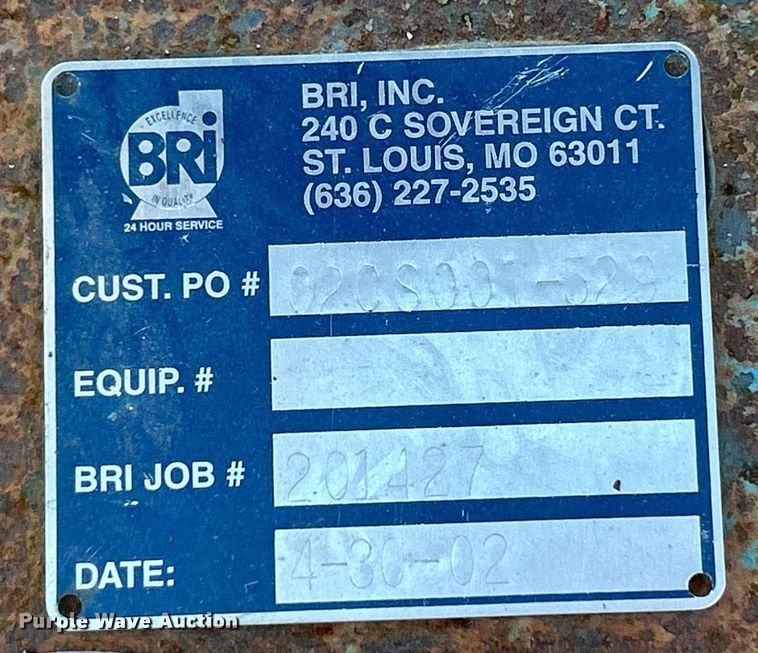 EXCELLENCE
BRi
IN QUALITY
24 HOUR SERVICE
BRI, INC.
240 C SOVEREIGN CT.
ST. LOUIS, MO 63011
(636) 227-2535
CUST. PO #
EQUIP. #
BRI JOB # 201427
DATE: 4-30-02
Purple Wave Auction